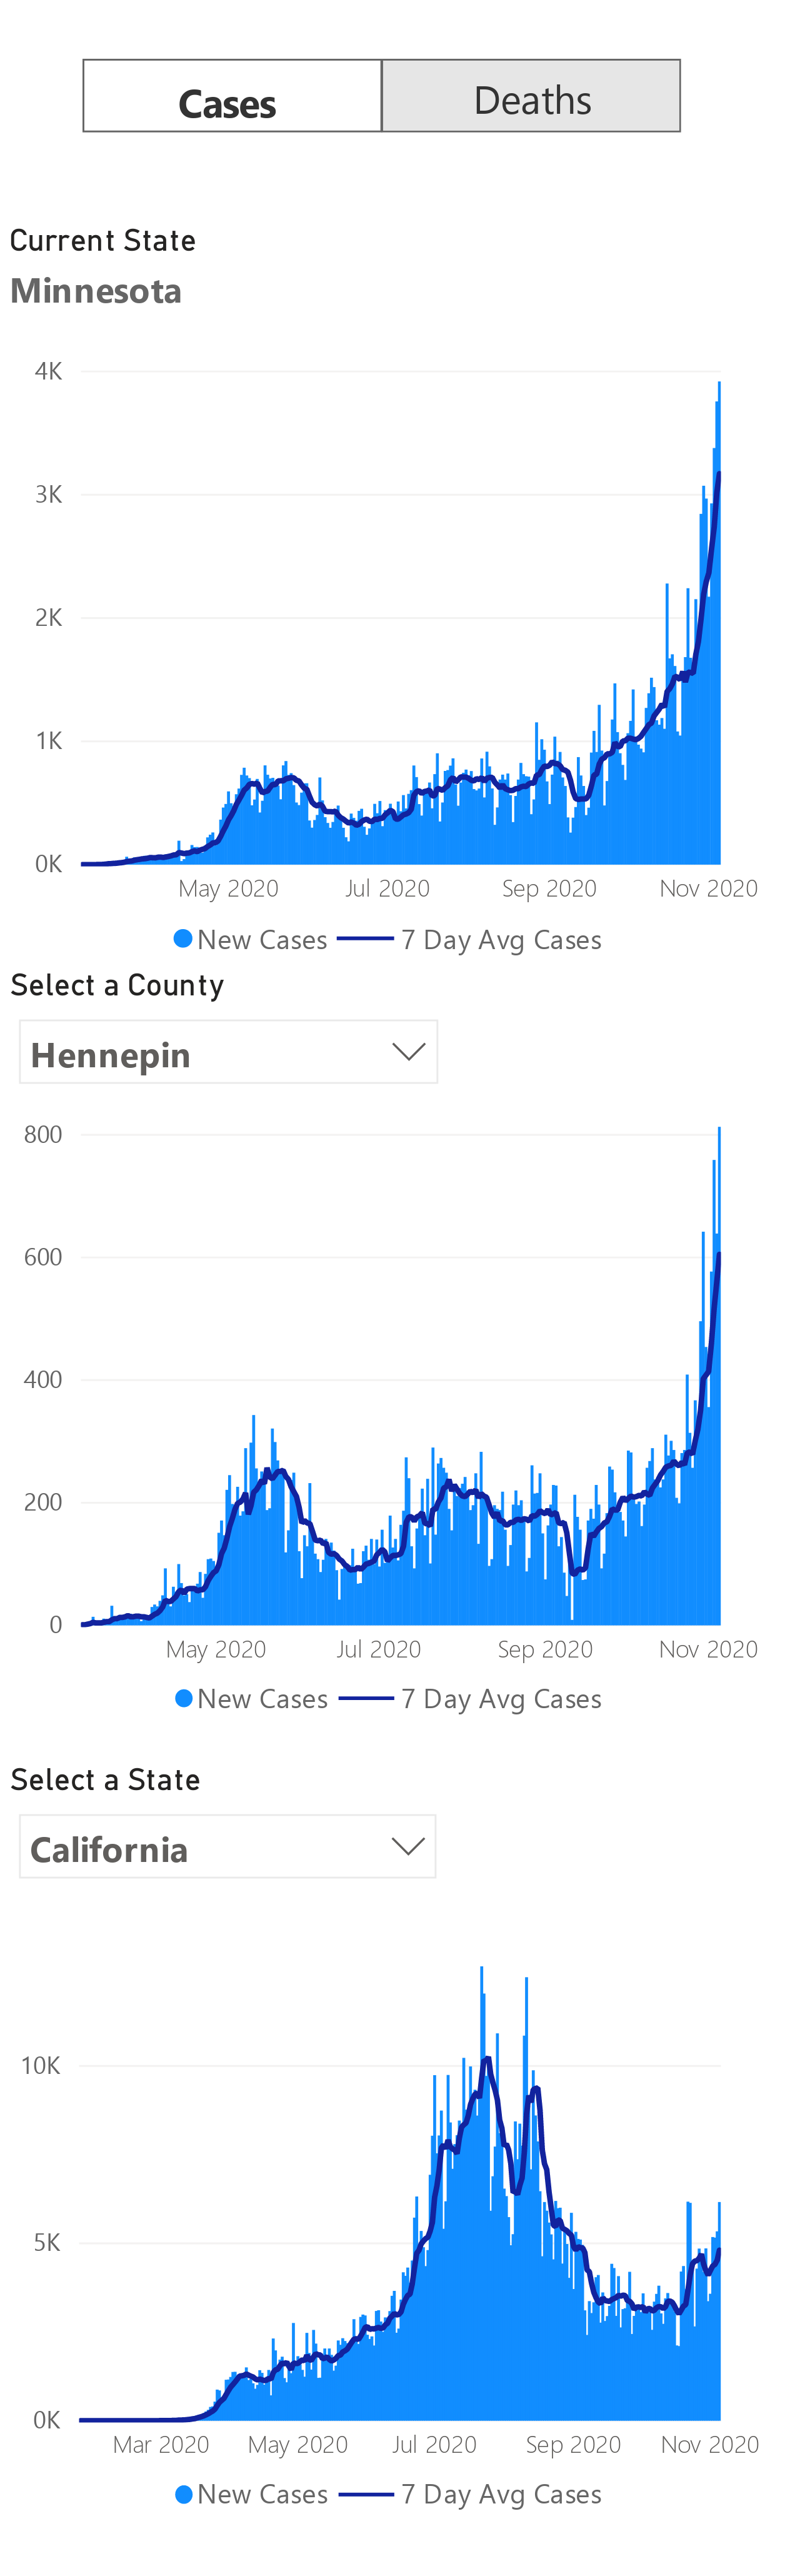 Cases Deaths
Current State
Minnesota
4K
3K
2K
1K
0K
May 2020 Jul 2020 Sep 2020 Nov 2020
New Cases 7 Day Avg Cases
Select a County
Hennepin
800
600
400
200
0
May 2020 Jul 2020 Sep 2020 Nov 2020
New Cases 7 Day Avg Cases
Select a State
California
10K
5K
0K
Mar 2020 May 2020 Jul 2020 Sep 2020 Nov 2020
New Cases 7 Day Avg Cases